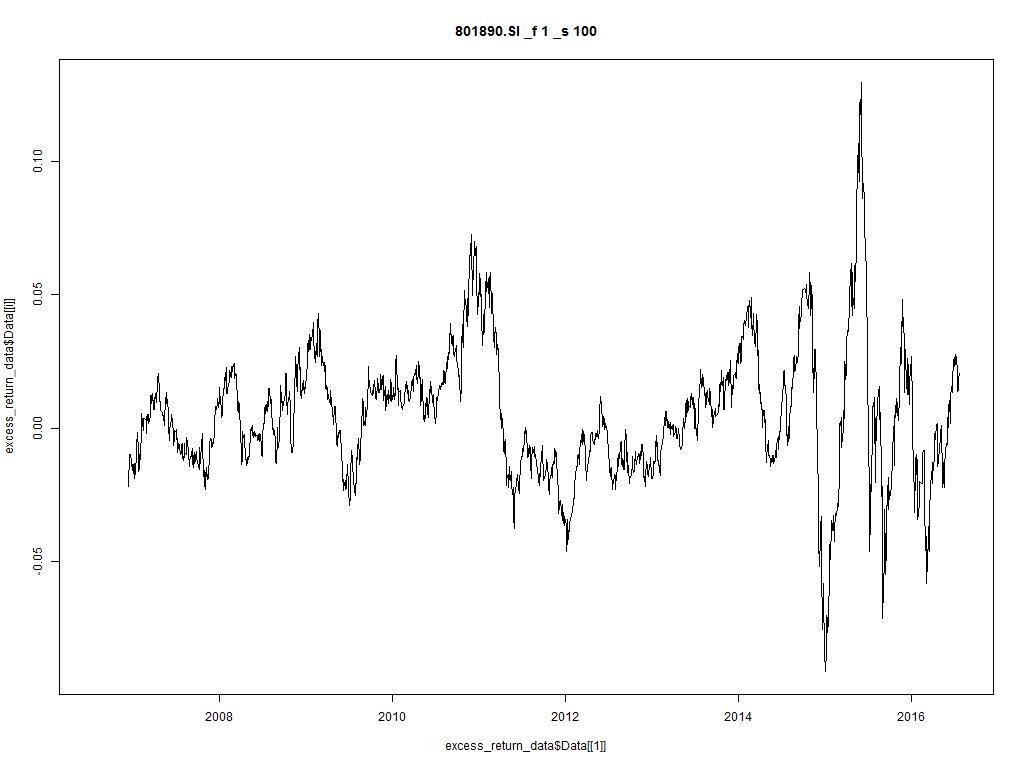 801890.SI _f 1 _s 100
excess_return_data$Data[[i]]
0.10
0.05
0.00
-0.05
2008 2010 2012 2014 2016
excess_return_data$Data[[1]]